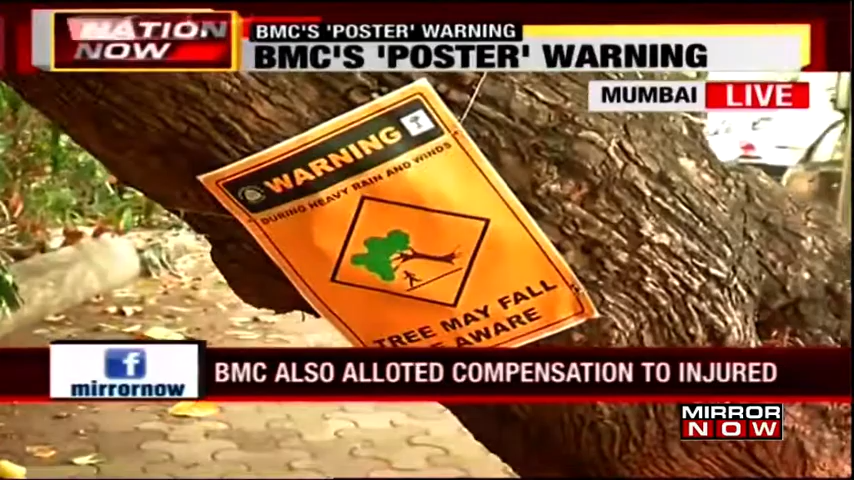 NATION
NOW
BMC'S 'POSTER' WARNING
BMC'S 'POSTER' WARNING
MUMBAI LIVE
WARNING
DURING HEAVY RAIN AND WINDS
TREE MAY FALL
AWARE
f
mirrornow
BMC ALSO ALLOTED COMPENSATION TO INJURED
MIRROR
NOW